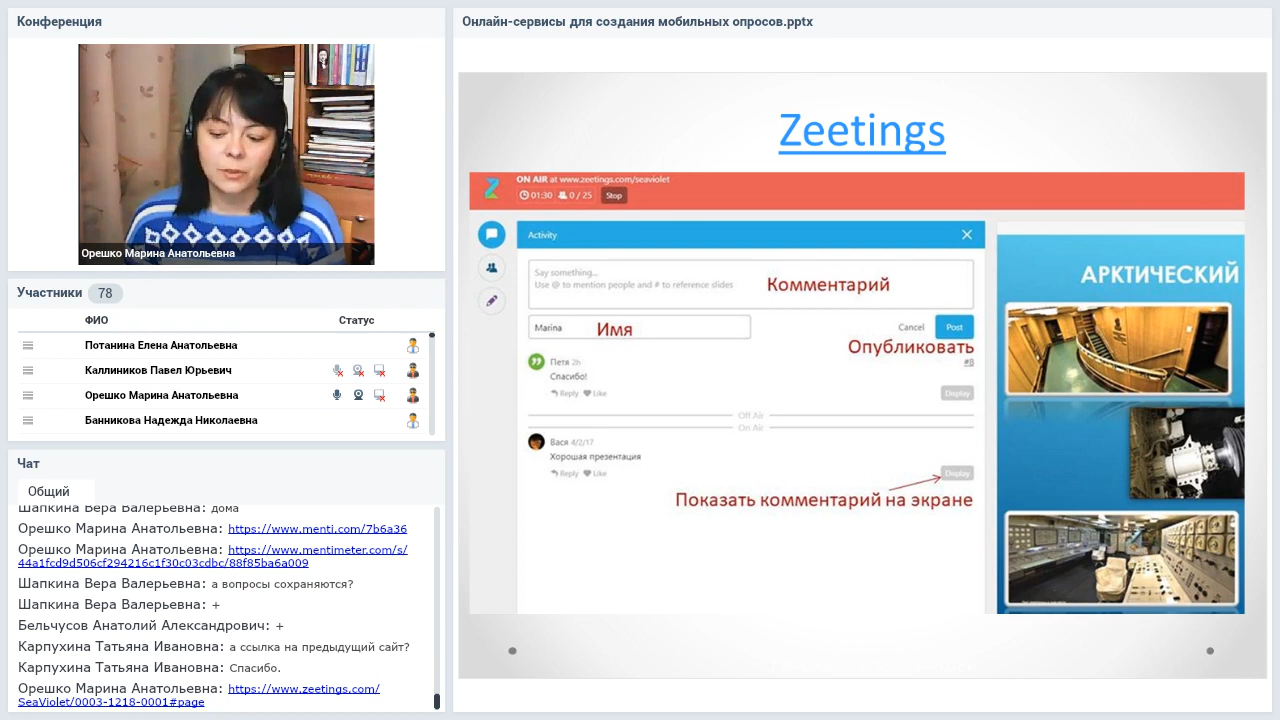 Конференция
Орешко Марина Анатольевна
Участники 78
ФИО Статус
Потанина Елена Анатольевна
Каллиников Павел Юрьевич
Орешко Марина Анатольевна
Банникова Надежда Николаевна
Чат
Общий
Шапкина Вера Валерьевна: дома
Орешко Марина Анатольевна: https://www.menti.com/7b6a36
Орешко Марина Анатольевна: https://www.mentimeter.com/s/
44a1fcd9d506cf294216c1f30c03cdbc/88f85ba6a009
Шапкина Вера Валерьевна: а вопросы сохраняются?
Шапкина Вера Валерьевна: +
Бельчусов Анатолий Александрович: +
Карпухина Татьяна Ивановна: а ссылка на предыдущий сайт?
Карпухина Татьяна Ивановна: Спасибо.
Орешко Марина Анатольевна: https://www.zeetings.com/
SeaViolet/0003-1218-0001#page
Онлайн-сервисы для создания мобильных опросов.pptx
Zeetings
ON AIR at www.zeetings.com/seaviolet
01:30 0 / 25 Stop
Activity
Say something...
Use @ to mention people and # to reference slides
Комментарий
Marina Имя
Cancel Post
Опубликовать
Петя 2h #8
Спасибо!
Reply Like
Display
Off Air
On Air
Вася 4/2/17
Хорошая презентация
Reply Like
Display
Показать комментарий на экране
АРКТИЧЕСКИЙ